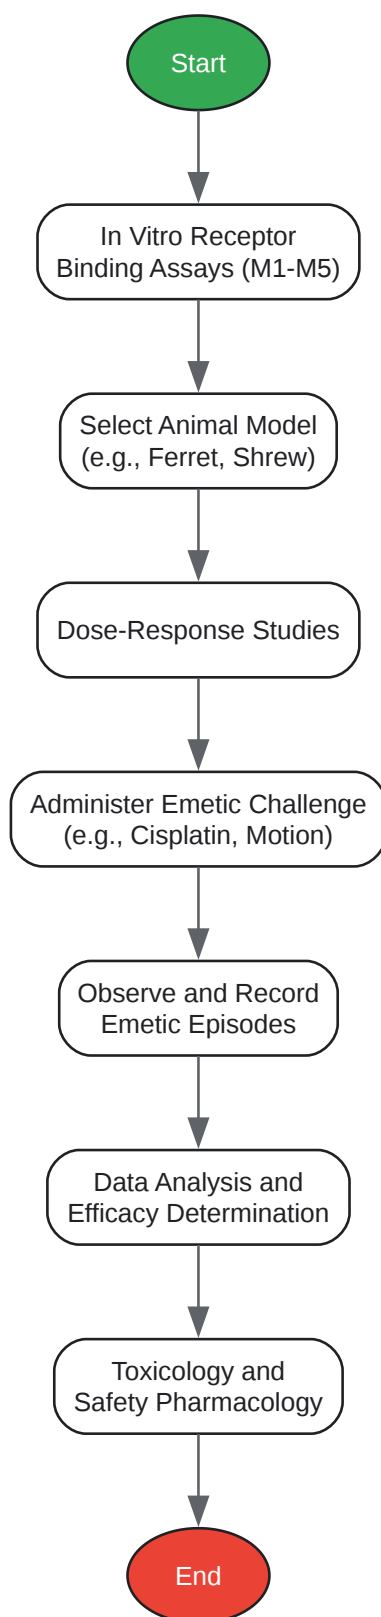 Start
In Vitro Receptor
Binding Assays (M1-M5)
Select Animal Model
(e.g., Ferret, Shrew)
Dose-Response Studies
Administer Emetic Challenge
(e.g., Cisplatin, Motion)
Observe and Record
Emetic Episodes
Data Analysis and
Efficacy Determination
Toxicology and
Safety Pharmacology
End